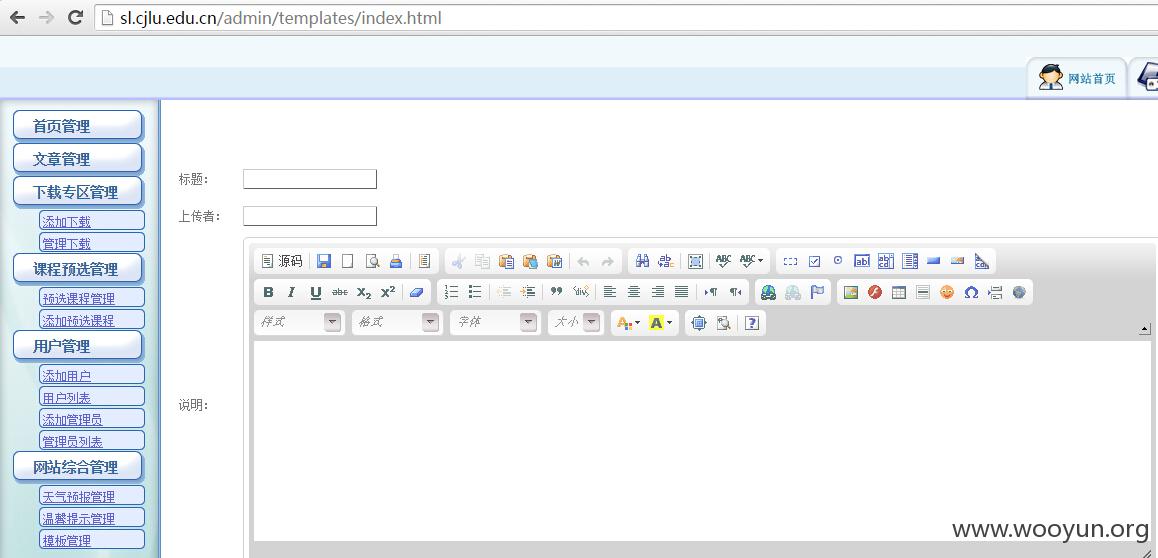 sl.cjlu.edu.cn/admin/templates/index.html
网站首页
首页管理
文章管理
下载专区管理
添加下载
管理下载
课程预选管理
预选课程管理
添加预选课程
用户管理
添加用户
用户列表
添加管理员
管理员列表
网站综合管理
天气预报管理
温馨提示管理
模板管理
标题：
上传者：
说明：
源码
样式
格式
字体
大小
www.wooyun.org